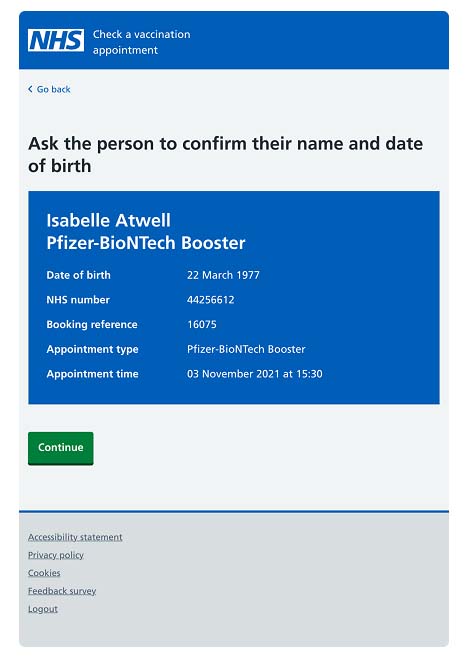 NHS
Check a vaccination
appointment
Go back
Ask the person to confirm their name and date
of birth
Isabelle Atwell
Pfizer-BioNTech Booster
Date of birth 22 March 1977
NHS number 44256612
Booking reference 16075
Appointment type Pfizer-BioNTech Booster
Appointment time 03 November 2021 at 15:30
Continue
Accessibility statement
Privacy policy
Cookies
Feedback survey
Logout